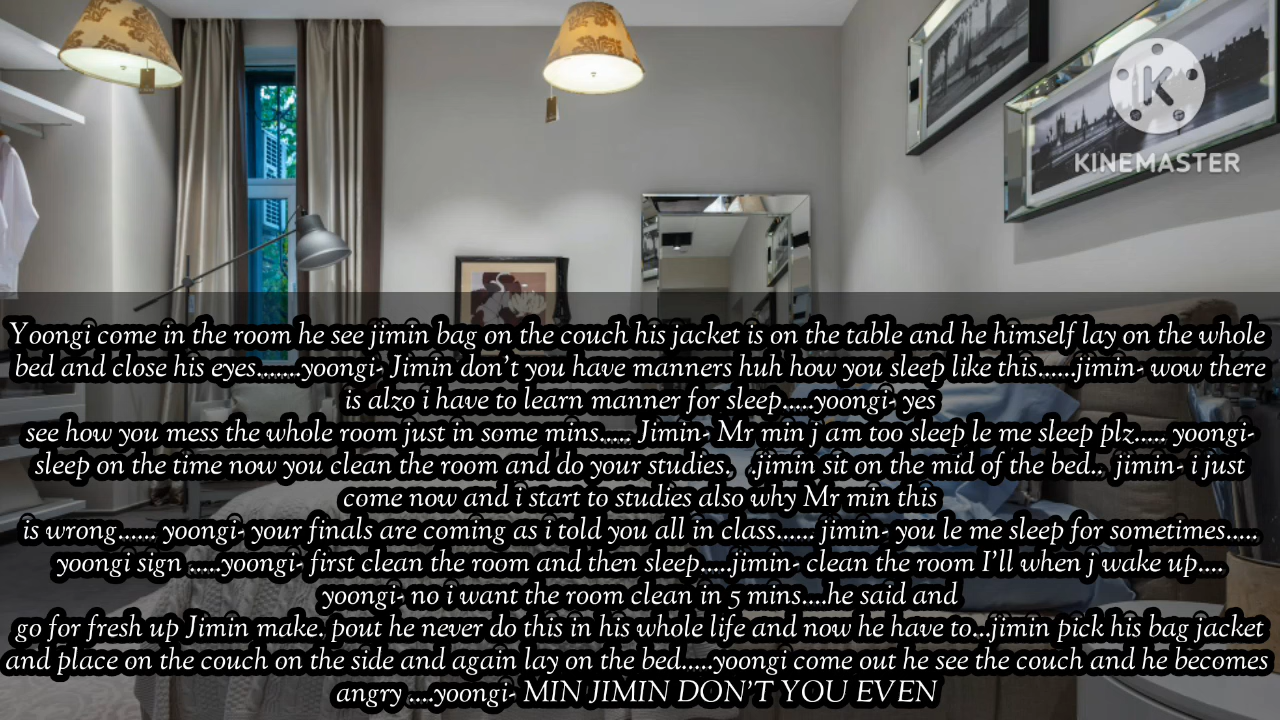 KINEMASTER
Yoongi come in the room he see jimin bag on the couch his jacket is on the table and he himself lay on the whole
bed and close his eyes.......yoongi- Jimin don't you have manners huh how you sleep like this......jimin- wow there
is alzo i have to learn manner for sleep.....yoongi- yes
see how you mess the whole room just in some mins..... Jimin- Mr min j am too sleep le me sleep plz..... yoongi-
sleep on the time now you clean the room and do your studies.  .jimin sit on the mid of the bed..  jimin- i just
come now and i start to studies also why Mr min this
is wrong...... yoongi- your finals are coming as i told you all in class...... jimin- you le me sleep for sometimes.....
yoongi sign .....yoongi- first clean the room and then sleep.....jimin- clean the room I'll when j wake up....
yoongi- no i want the room clean in 5 mins....he said and
go for fresh up Jimin make. pout he never do this in his whole life and now he have to...jimin pick his bag jacket
and place on the couch on the side and again lay on the bed.....yoongi come out he see the couch and he becomes
angry ....yoongi- MIN JIMIN DON'T YOU EVEN